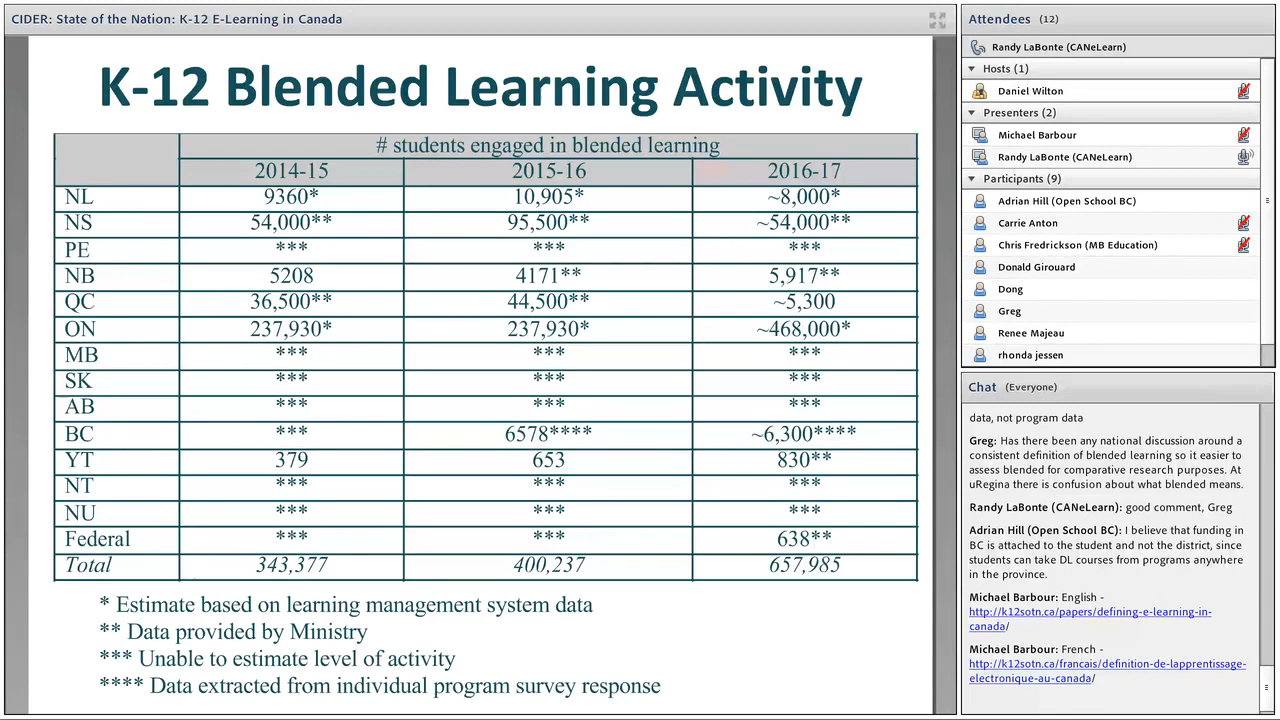 CIDER: State of the Nation: K-12 E-Learning in Canada
K-12 Blended Learning Activity
# students engaged in blended learning
2014-15 2015-16 2016-17
NL 9360* 10,905* ~8,000*
NS 54,000** 95,500** ~54,000**
PE *** *** ***
NB 5208 4171** 5,917**
QC 36,500** 44,500** ~5,300
ON 237,930* 237,930* ~468,000*
MB *** *** ***
SK *** *** ***
AB *** *** ***
BC *** 6578**** ~6,300****
YT 379 653 830**
NT *** *** ***
NU *** *** ***
Federal *** *** 638**
Total 343,377 400,237 657,985
* Estimate based on learning management system data
** Data provided by Ministry
*** Unable to estimate level of activity
**** Data extracted from individual program survey response
Attendees (12)
Randy LaBonte (CANeLearn)
Hosts (1)
Daniel Wilton
Presenters (2)
Michael Barbour
Randy LaBonte (CANeLearn)
Participants (9)
Adrian Hill (Open School BC)
Carrie Anton
Chris Fredrickson (MB Education)
Donald Girouard
Dong
Greg
Renee Majeau
rhonda jessen
Chat (Everyone)
data, not program data
Greg: Has there been any national discussion around a
consistent definition of blended learning so it easier to
assess blended for comparative research purposes. At
uRegina there is confusion about what blended means.
Randy LaBonte (CANeLearn): good comment, Greg
Adrian Hill (Open School BC): I believe that funding in
BC is attached to the student and not the district, since
students can take DL courses from programs anywhere
in the province.
Michael Barbour: English -
http://k12sotn.ca/papers/defining-e-learning-in-
canada/
Michael Barbour: French -
http://k12sotn.ca/francais/definition-de-lapprentissage-
electronique-au-canada/